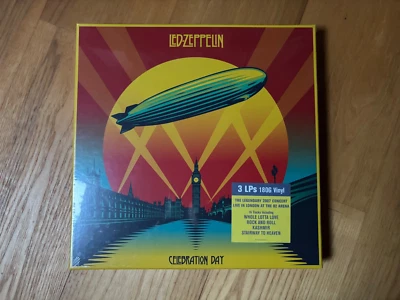 LED·ZEPPELIN
3 LPs 180G Vinyl
THE LEGENDARY 2007 CONCERT
LIVE IN LONDON AT THE O2 ARENA
WHOLE LOTTA LOVE
ROCK AND ROLL
KASHMIR
STAIRWAY TO HEAVEN
CELEBRATION DAY